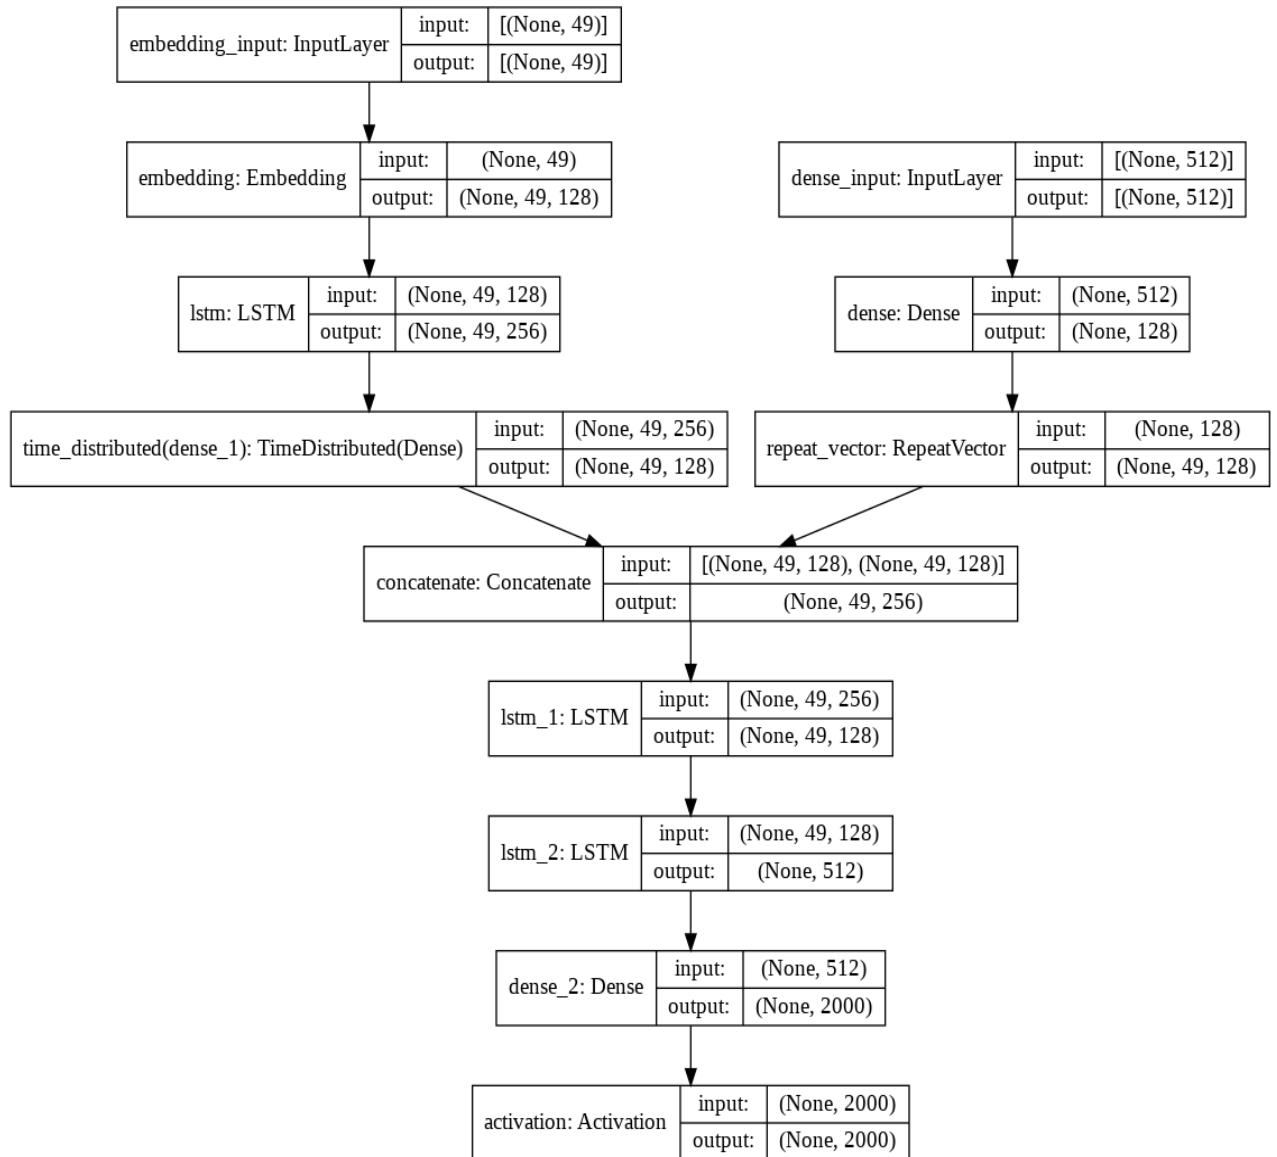 embedding_input: InputLayer
input: [(None, 49)]
output: [(None, 49)]
embedding: Embedding
input: (None, 49)
output: (None, 49, 128)
dense_input: InputLayer
input: [(None, 512)]
output: [(None, 512)]
lstm: LSTM
input: (None, 49, 128)
output: (None, 49, 256)
dense: Dense
input: (None, 512)
output: (None, 128)
time_distributed(dense_1): TimeDistributed(Dense)
input: (None, 49, 256)
output: (None, 49, 128)
repeat_vector: RepeatVector
input: (None, 128)
output: (None, 49, 128)
concatenate: Concatenate
input: [(None, 49, 128), (None, 49, 128)]
output: (None, 49, 256)
lstm_1: LSTM
input: (None, 49, 256)
output: (None, 49, 128)
lstm_2: LSTM
input: (None, 49, 128)
output: (None, 512)
dense_2: Dense
input: (None, 512)
output: (None, 2000)
activation: Activation
input: (None, 2000)
output: (None, 2000)